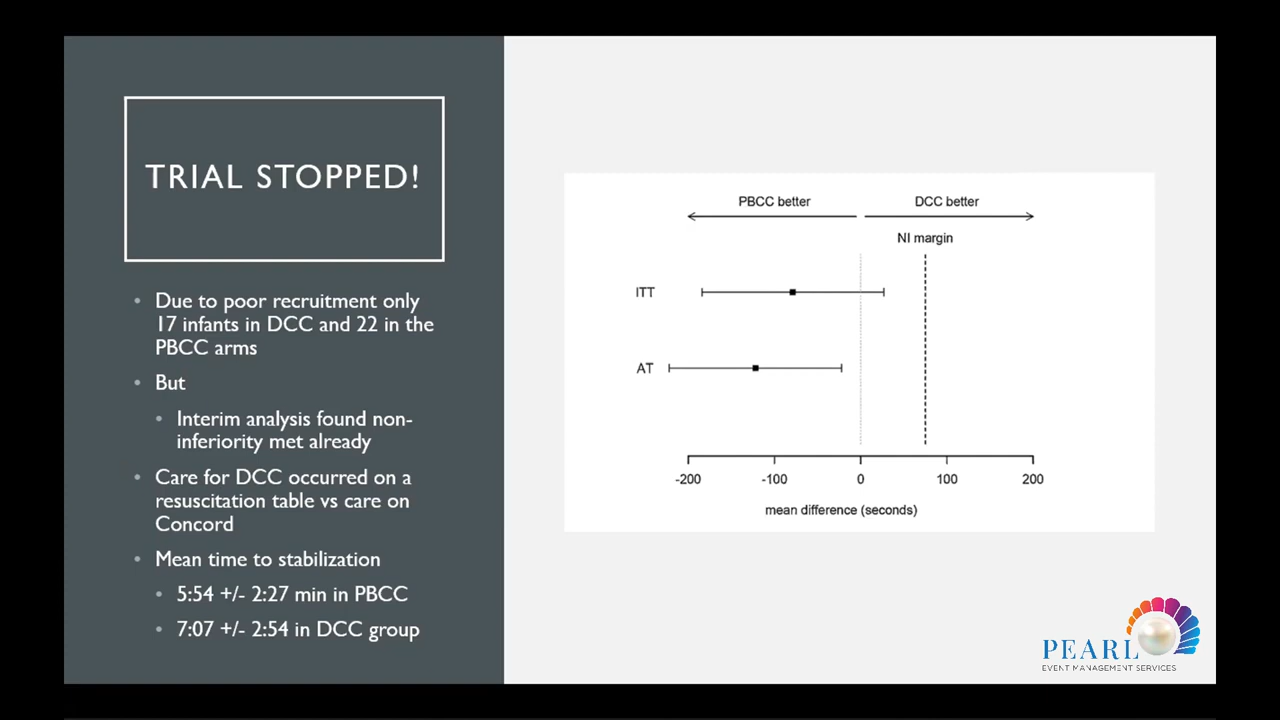 TRIAL STOPPED!
• Due to poor recruitment only
17 infants in DCC and 22 in the
PBCC arms
• But
• Interim analysis found non-
inferiority met already
• Care for DCC occurred on a
resuscitation table vs care on
Concord
• Mean time to stabilization
• 5:54 +/- 2:27 min in PBCC
• 7:07 +/- 2:54 in DCC group
PBCC better
DCC better
NI margin
ITT
AT
-200 -100 0 100 200
mean difference (seconds)
PEARL
EVENT MANAGEMENT SERVICES